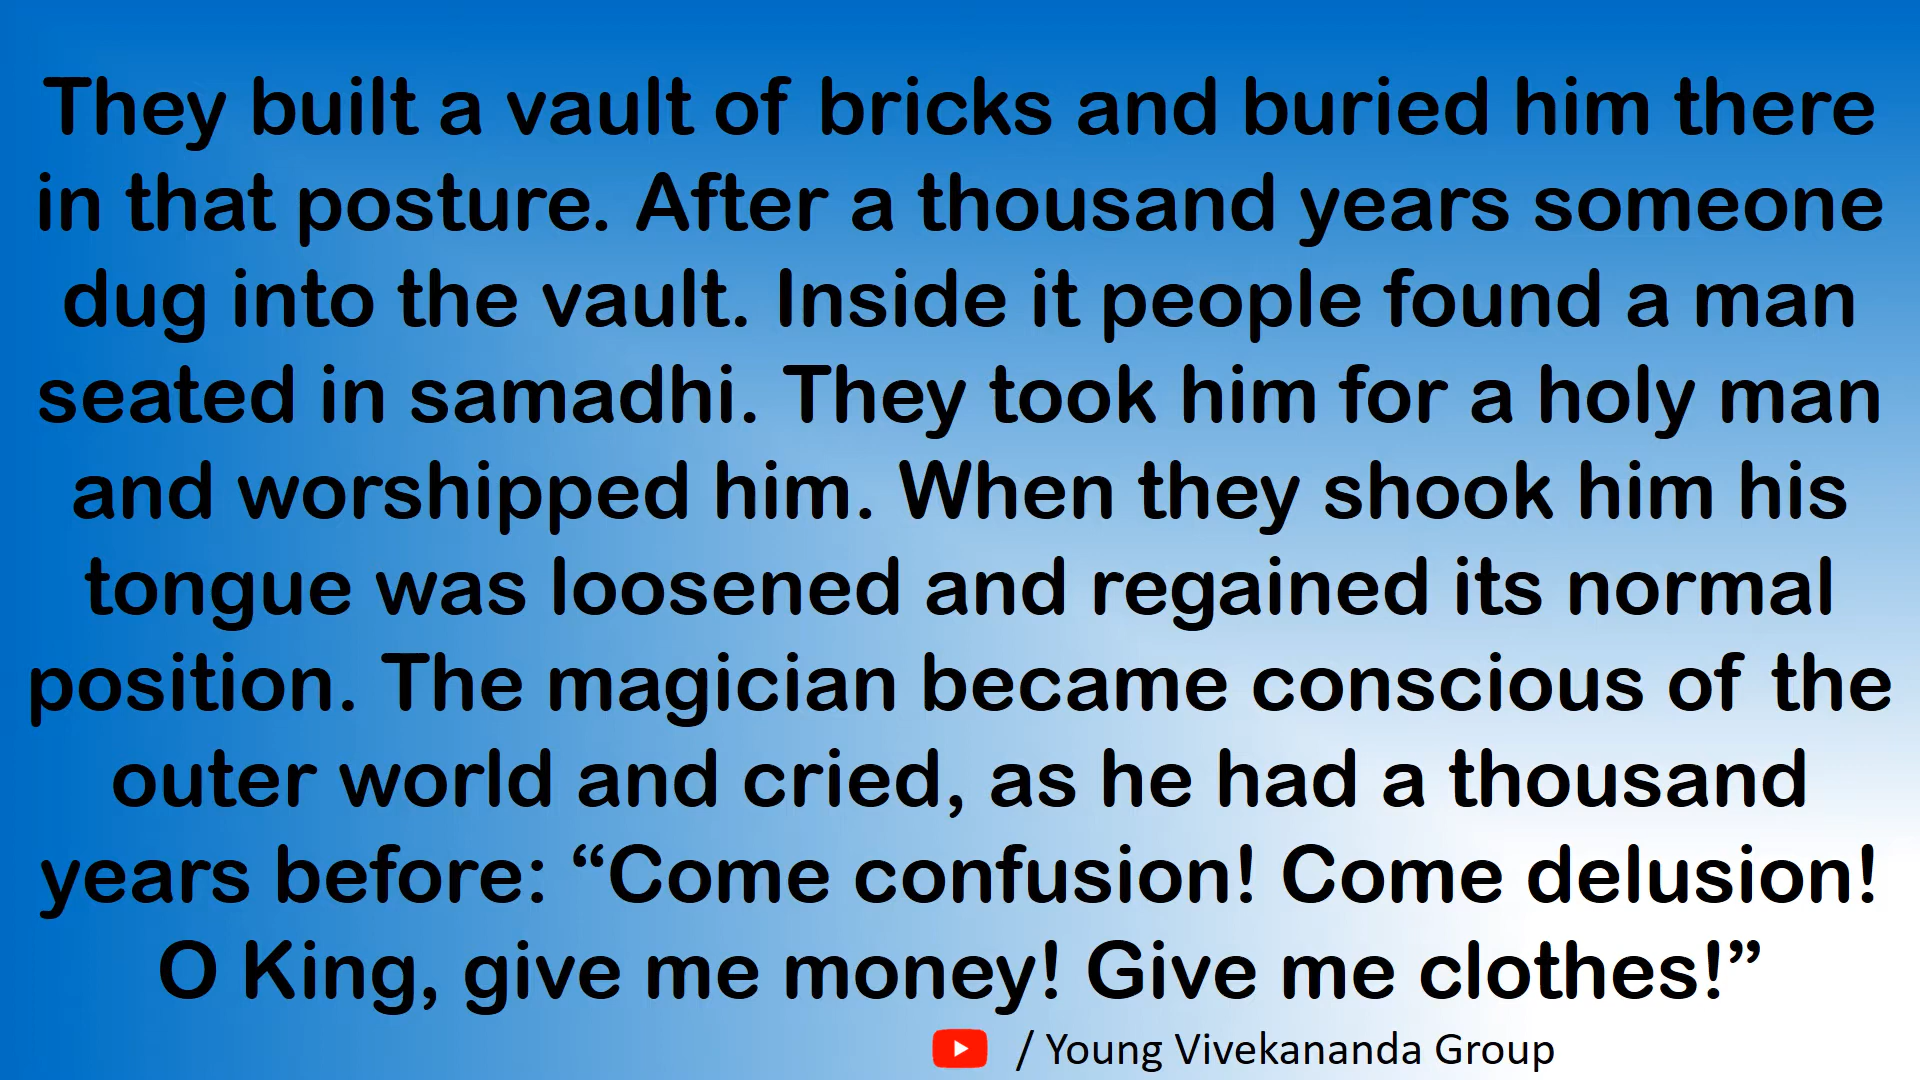 They built a vault of bricks and buried him there
in that posture. After a thousand years someone
dug into the vault. Inside it people found a man
seated in samadhi. They took him for a holy man
and worshipped him. When they shook him his
tongue was loosened and regained its normal
position. The magician became conscious of the
outer world and cried, as he had a thousand
years before: “Come confusion! Come delusion!
O King, give me money! Give me clothes!”
/ Young Vivekananda Group